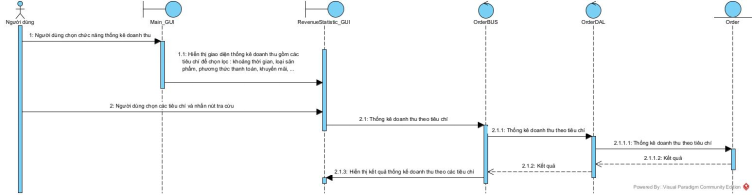 Người dùng
Main_GUI
RevenueStatistic_GUI
OrderBUS
OrderDAL
Order
1: Người dùng chọn chức năng thống kê doanh thu
1.1: Hiển thị giao diện thống kê doanh thu gồm các
tiêu chí để chọn lọc : khoảng thời gian, loại sản
phẩm, phương thức thanh toán, khuyến mãi, ...
2: Người dùng chọn các tiêu chí và nhấn nút tra cứu
2.1: Thống kê doanh thu theo tiêu chí
2.1.1: Thống kê doanh thu theo tiêu chí
2.1.1.1: Thống kê doanh thu theo tiêu chí
2.1.1.2: Kết quả
2.1.2: Kết quả
2.1.3: Hiển thị kết quả thống kê doanh thu theo các tiêu chí
Powered By: Visual Paradigm Community Edition